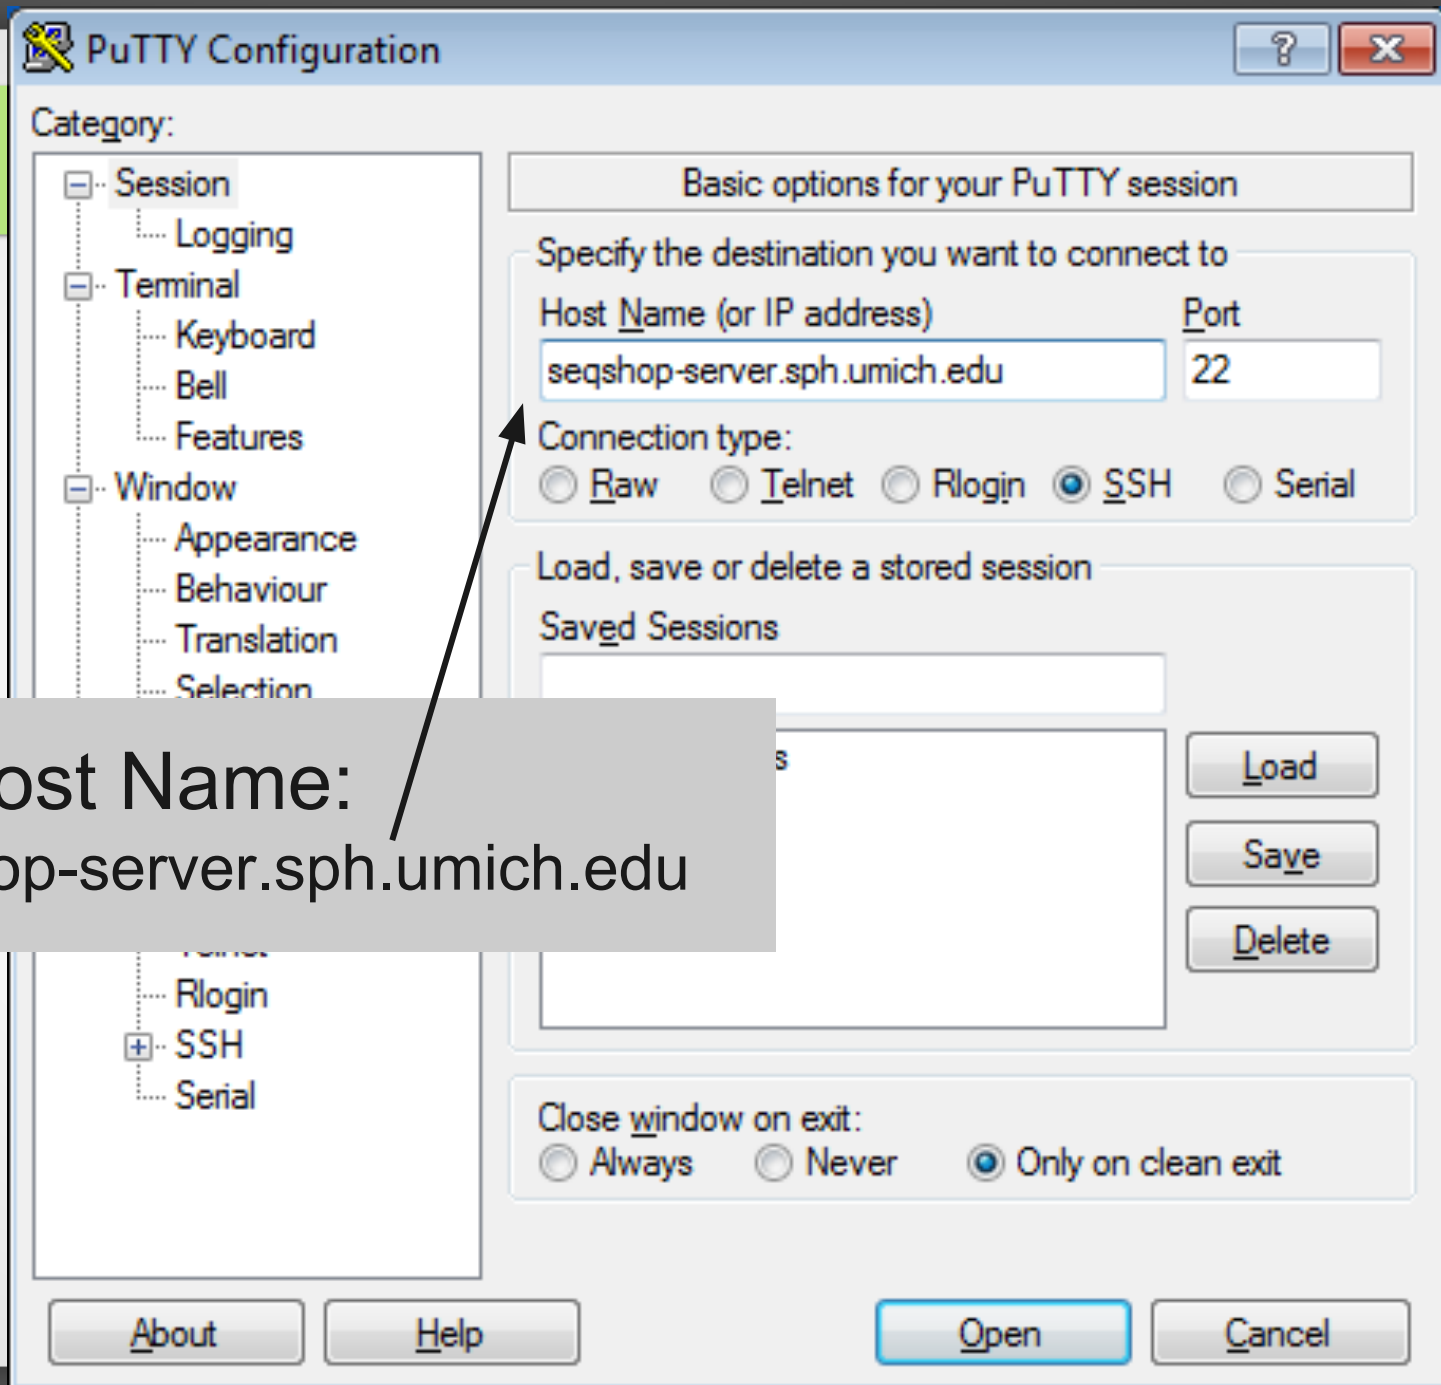 PuTTY Configuration
Category:
Session
Logging
Terminal
Keyboard
Bell
Features
Window
Appearance
Behaviour
Translation
Selection
Rlogin
SSH
Serial
Basic options for your PuTTY session
Specify the destination you want to connect to
Host Name (or IP address) Port
seqshop-server.sph.umich.edu 22
Connection type:
Raw Telnet Rlogin SSH Serial
Load, save or delete a stored session
Saved Sessions
Load
Save
Delete
Name:
server.sph.umich.edu
Close window on exit:
Always Never Only on clean exit
About Help Open Cancel